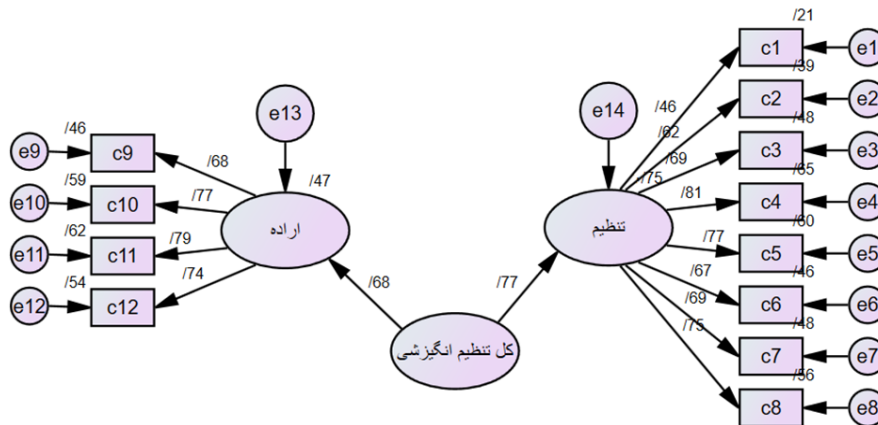 /21
c1
e1
/39
c2
e2
/48
c3
e3
/65
c4
e4
/60
c5
e5
/46
c6
e6
/48
c7
e7
/56
c8
e8
e14
/46
/62
/69
/75
/81
/77
/67
/69
/75
تنظیم
e13
/47
اراده
/46
e9
c9
/68
/59
e10
c10
/77
/62
e11
c11
/79
/54
e12
c12
/74
/68
/77
کل تنظیم انگیزشی